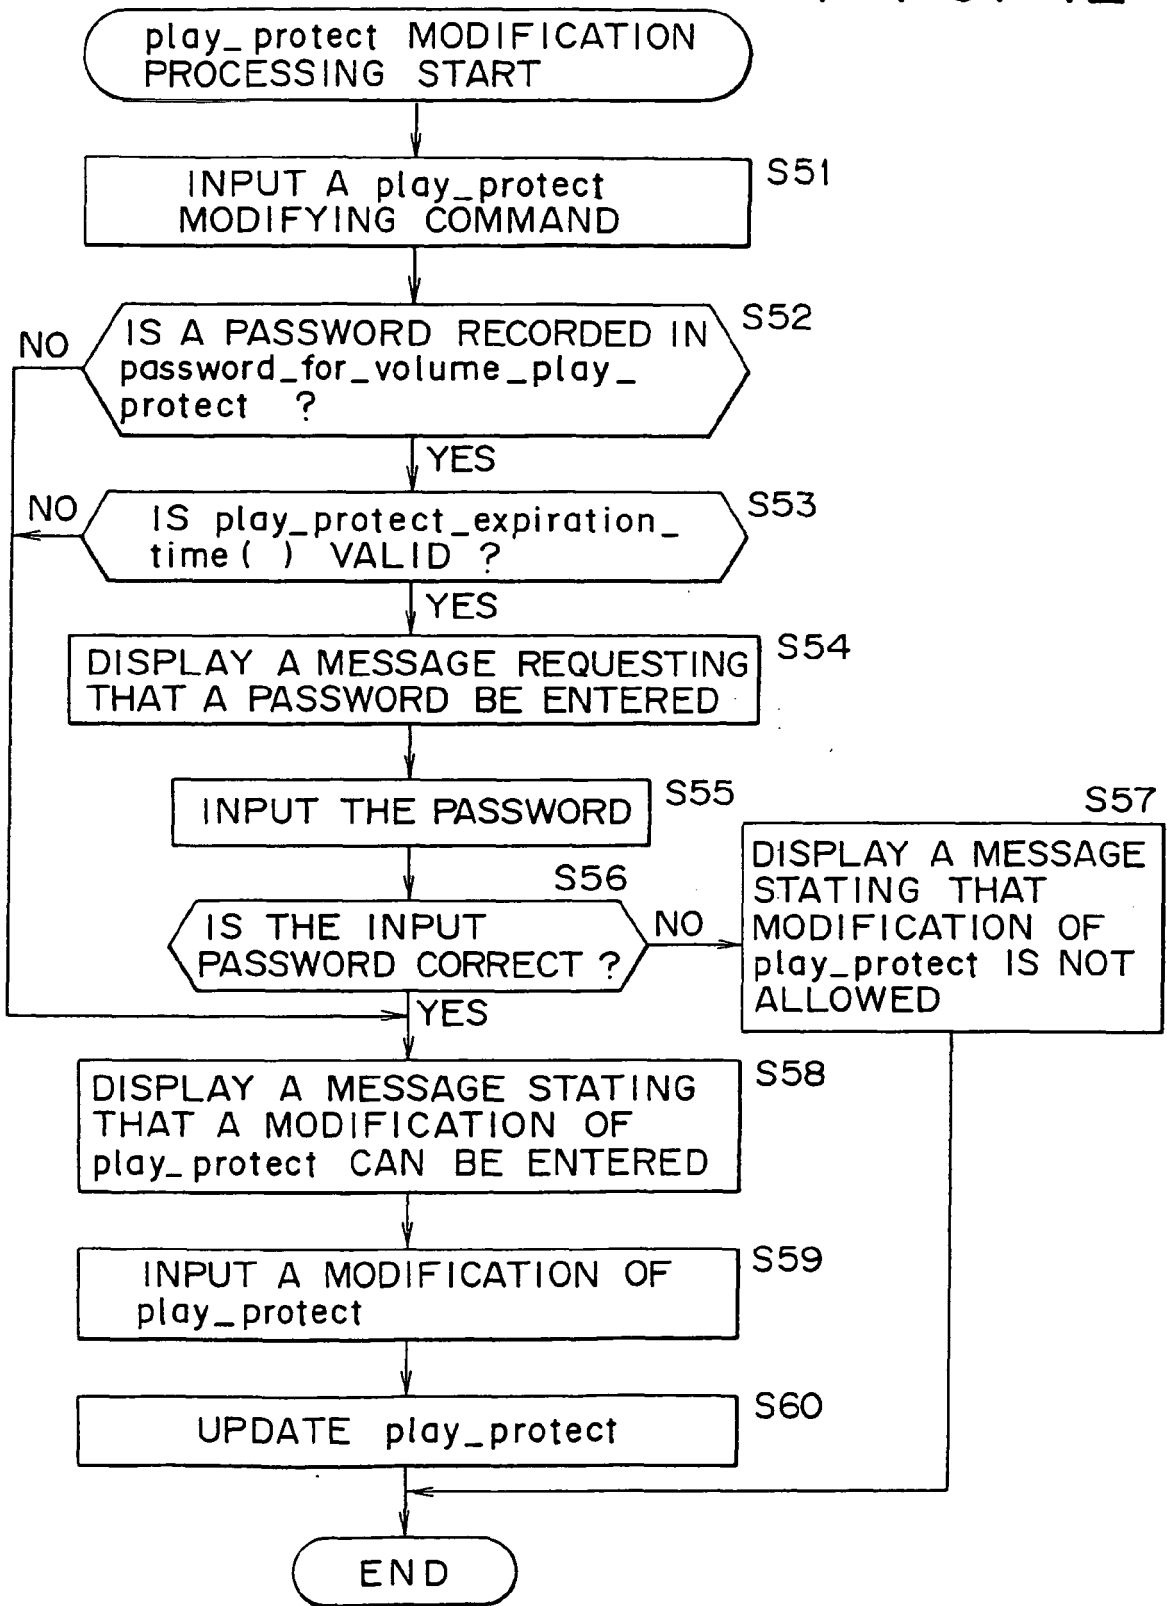 play_protect MODIFICATION
PROCESSING START
S51
INPUT A play_protect
MODIFYING COMMAND
S52
IS A PASSWORD RECORDED IN
password_for_volume_play_
protect ?
NO
YES
S53
IS play_protect_expiration_
time( ) VALID ?
NO
YES
S54
DISPLAY A MESSAGE REQUESTING
THAT A PASSWORD BE ENTERED
S55
INPUT THE PASSWORD
S56
IS THE INPUT
PASSWORD CORRECT ?
NO
YES
S57
DISPLAY A MESSAGE
STATING THAT
MODIFICATION OF
play_protect IS NOT
ALLOWED
S58
DISPLAY A MESSAGE STATING
THAT A MODIFICATION OF
play_protect CAN BE ENTERED
S59
INPUT A MODIFICATION OF
play_protect
S60
UPDATE play_protect
END